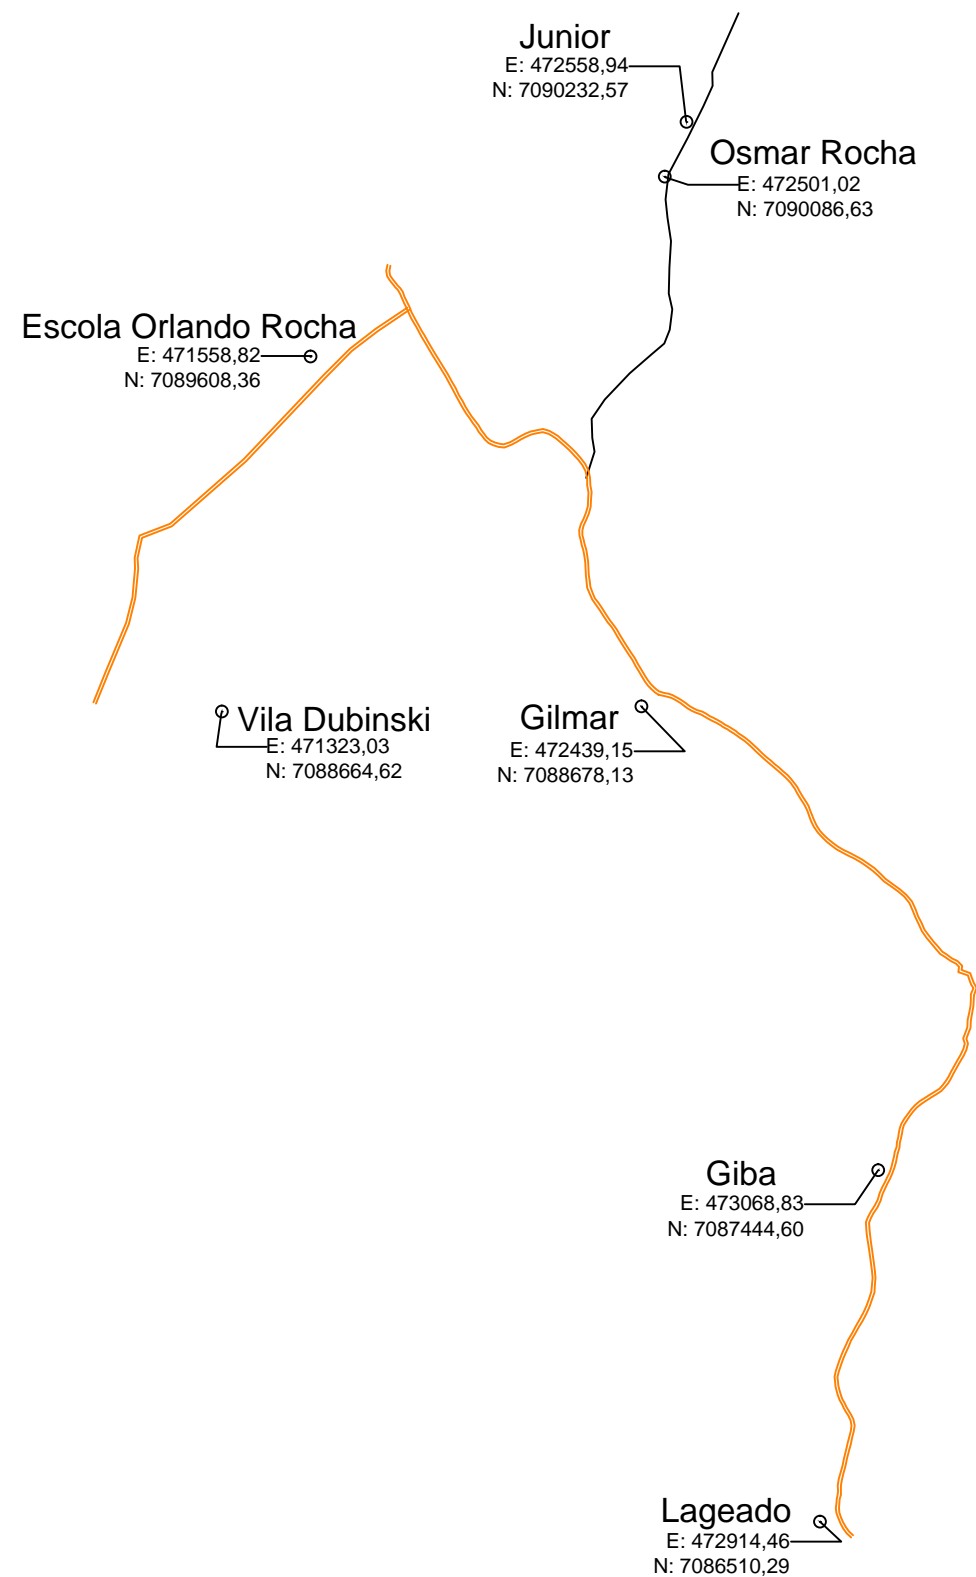 Junior
E: 472558,94
N: 7090232,57
Osmar Rocha
E: 472501,02
N: 7090086,63
Escola Orlando Rocha
E: 471558,82
N: 7089608,36
Vila Dubinski
E: 471323,03
N: 7088664,62
Gilmar
E: 472439,15
N: 7088678,13
Giba
E: 473068,83
N: 7087444,60
Lageado
E: 472914,46
N: 7086510,29